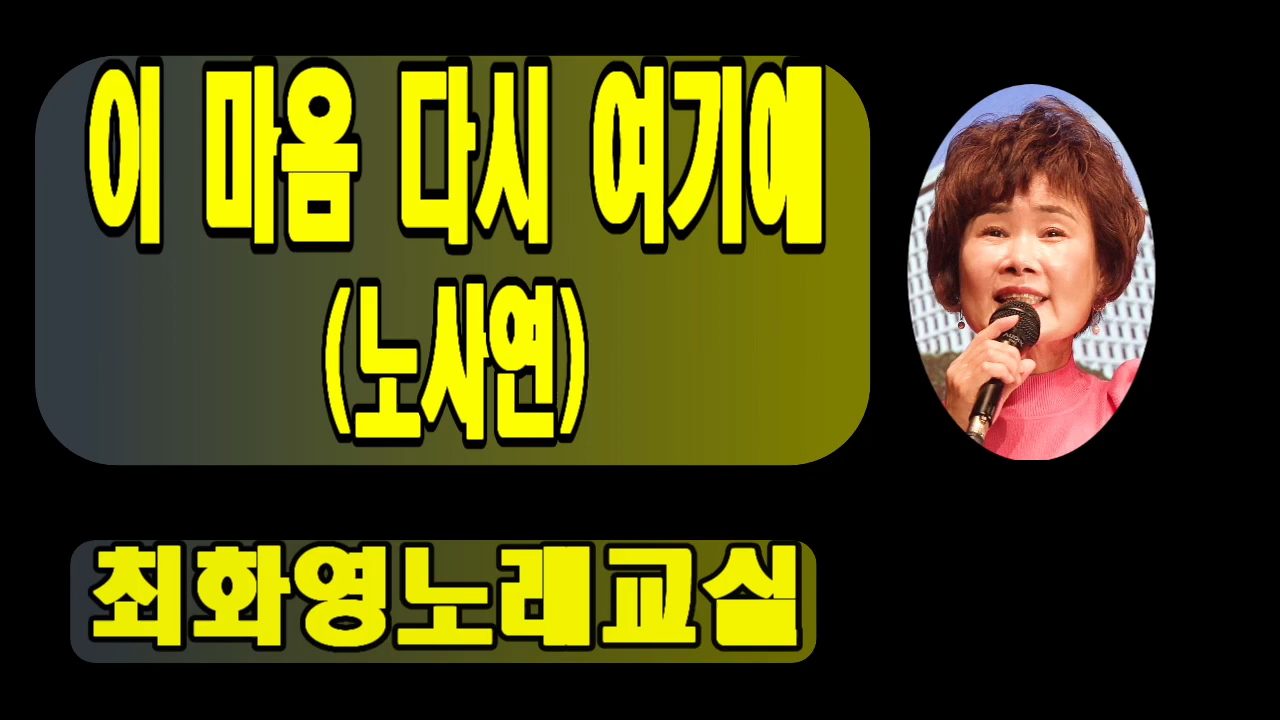 이 마음 다시 여기에
(노사연)
최화영노래교실